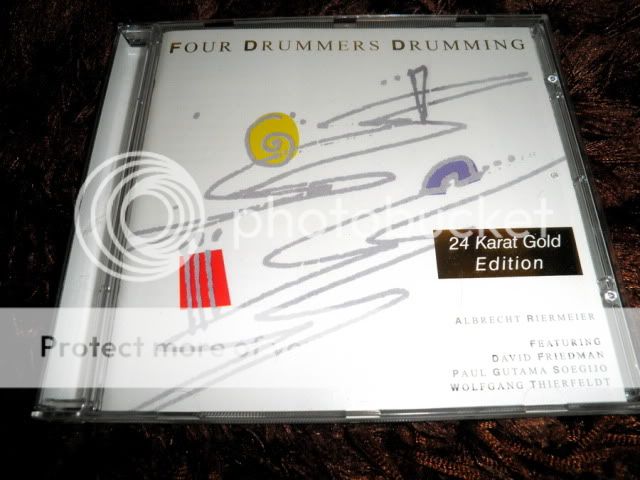 FOUR DRUMMERS DRUMMING
photobucket
24 Karat Gold
Edition
ALBRECHT RIERMEIER
Protect more of yo
FEATURING
DAVID FRIEDMAN
PAUL GUTAMA SOEGIJO
WOLFGANG THIERFELDT